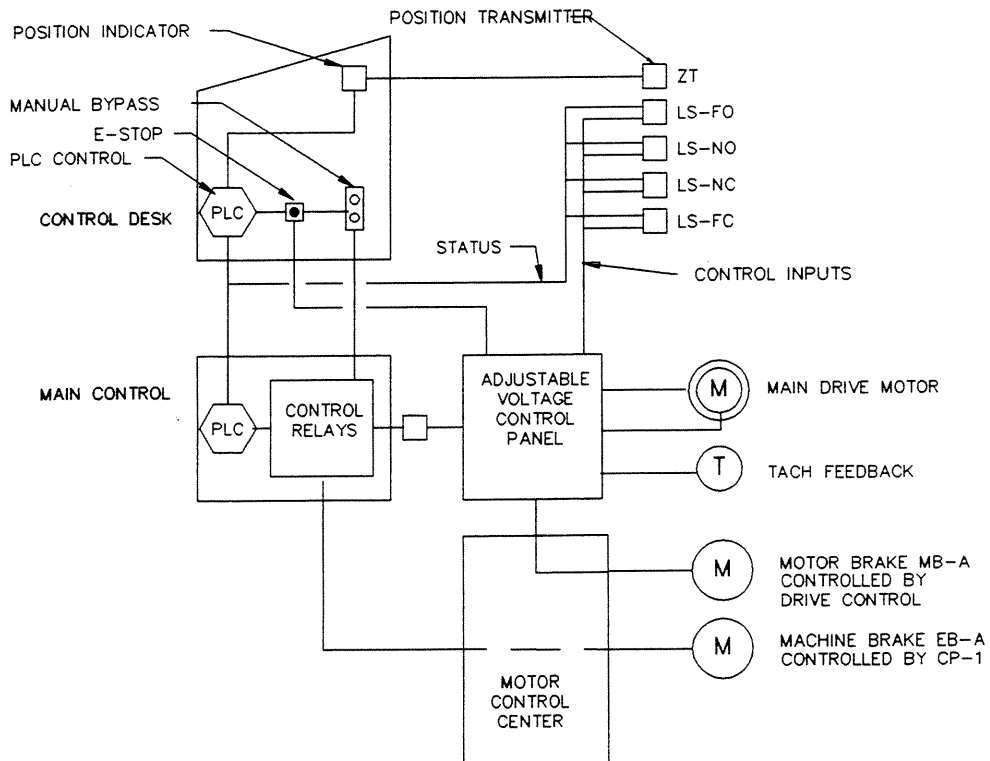 POSITION TRANSMITTER
POSITION INDICATOR
ZT
MANUAL BYPASS
LS-FO
E-STOP
LS-NO
PLC CONTROL
LS-NC
PLC
CONTROL DESK
LS-FC
STATUS
CONTROL INPUTS
MAIN CONTROL
PLC
CONTROL
RELAYS
ADJUSTABLE
VOLTAGE
CONTROL
PANEL
M
MAIN DRIVE MOTOR
T
TACH FEEDBACK
M
MOTOR BRAKE MB-A
CONTROLLED BY
DRIVE CONTROL
M
MACHINE BRAKE EB-A
CONTROLLED BY CP-1
MOTOR
CONTROL
CENTER